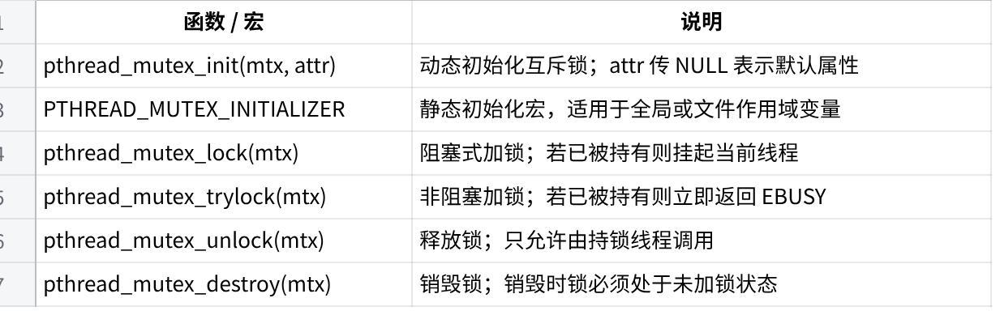 1 函数 / 宏 说明
2 pthread_mutex_init(mtx, attr) 动态初始化互斥锁；attr 传 NULL 表示默认属性
3 PTHREAD_MUTEX_INITIALIZER 静态初始化宏，适用于全局或文件作用域变量
4 pthread_mutex_lock(mtx) 阻塞式加锁；若已被持有则挂起当前线程
5 pthread_mutex_trylock(mtx) 非阻塞加锁；若已被持有则立即返回 EBUSY
6 pthread_mutex_unlock(mtx) 释放锁；只允许由持锁线程调用
7 pthread_mutex_destroy(mtx) 销毁锁；销毁时锁必须处于未加锁状态